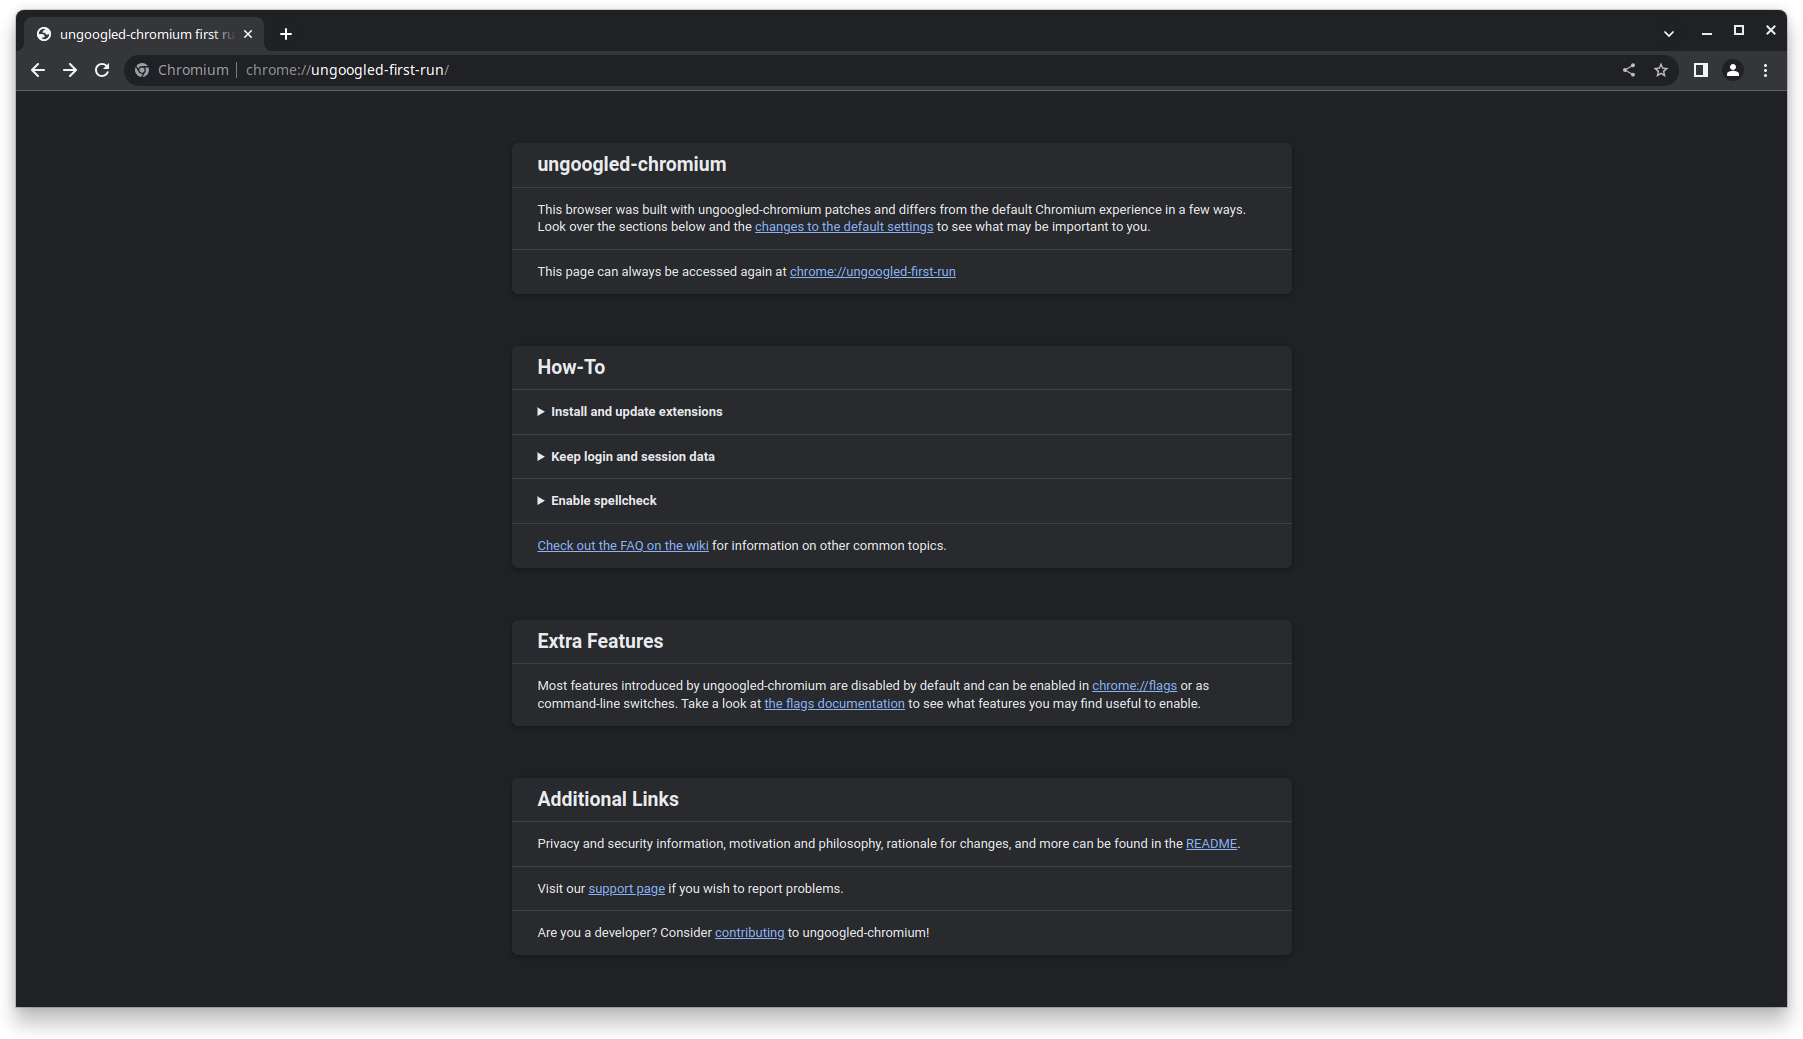 ungoogled-chromium first ru
Chromium chrome://ungoogled-first-run/
ungoogled-chromium
This browser was built with ungoogled-chromium patches and differs from the default Chromium experience in a few ways.
Look over the sections below and the changes to the default settings to see what may be important to you.
This page can always be accessed again at chrome://ungoogled-first-run
How-To
Install and update extensions
Keep login and session data
Enable spellcheck
Check out the FAQ on the wiki for information on other common topics.
Extra Features
Most features introduced by ungoogled-chromium are disabled by default and can be enabled in chrome://flags or as
command-line switches. Take a look at the flags documentation to see what features you may find useful to enable.
Additional Links
Privacy and security information, motivation and philosophy, rationale for changes, and more can be found in the README.
Visit our support page if you wish to report problems.
Are you a developer? Consider contributing to ungoogled-chromium!